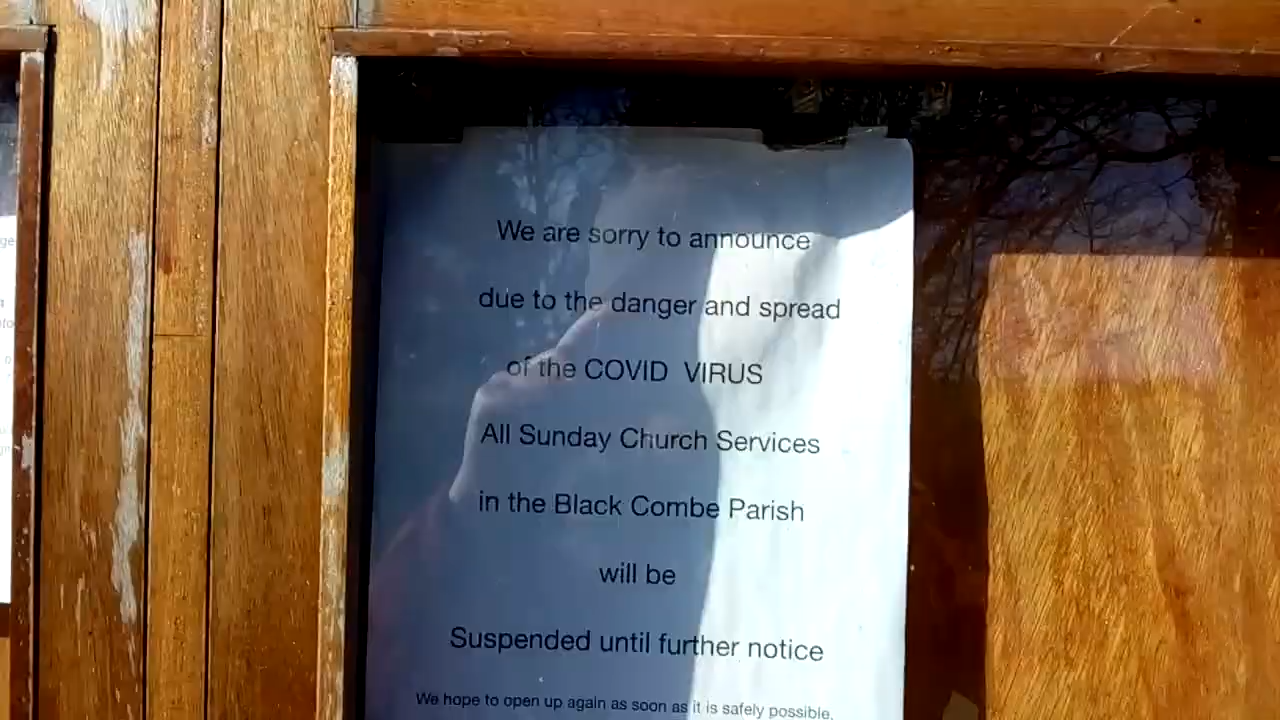 We are sorry to announce
due to the danger and spread
of the COVID VIRUS
All Sunday Church Services
in the Black Combe Parish
will be
Suspended until further notice
We hope to open up again as soon as it is safely possible.